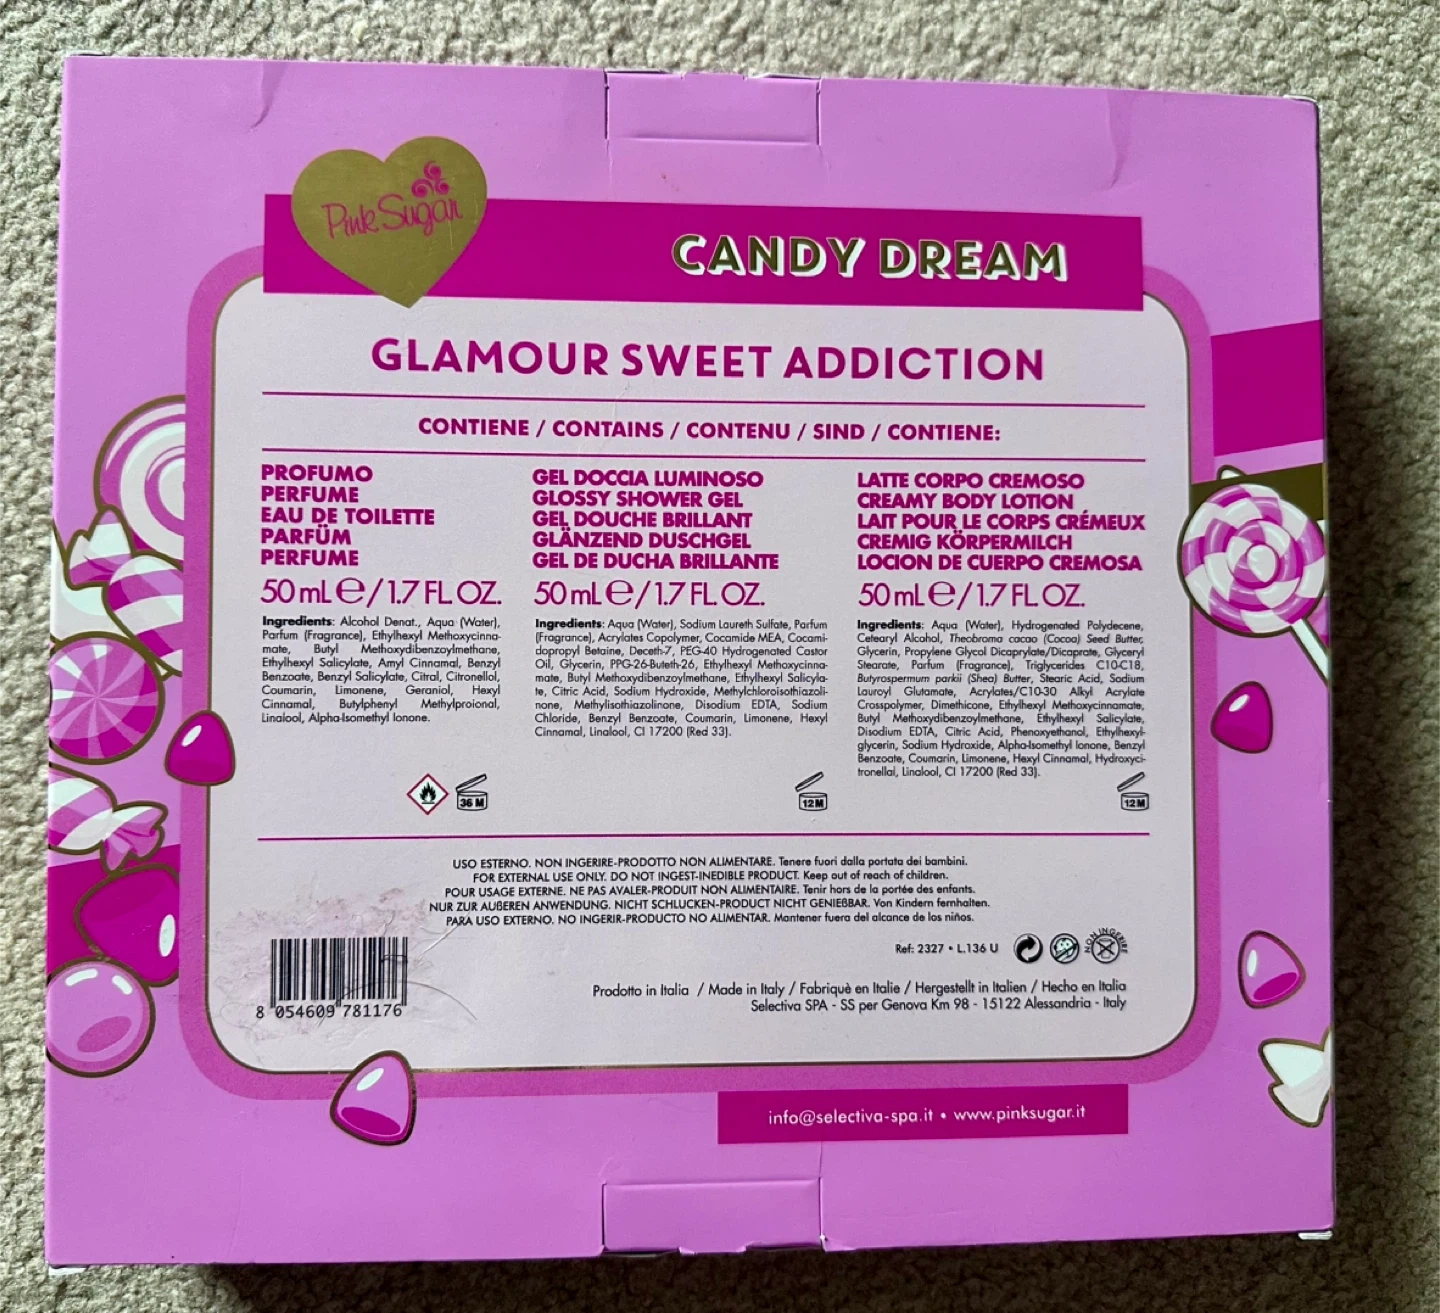 Pink Sugar
CANDY DREAM
GLAMOUR SWEET ADDICTION
CONTIENE / CONTAINS / CONTENU / SIND / CONTIENE:
PROFUMO
PERFUME
EAU DE TOILETTE
PARFÜM
PERFUME
50 mL ℮ / 1.7 FL. OZ.
Ingredients: Alcohol Denat., Aqua (Water),
Parfum (Fragrance), Ethylhexyl Methoxycinna-
mate, Butyl Methoxydibenzoylmethane,
Ethylhexyl Salicylate, Amyl Cinnamal, Benzyl
Benzoate, Benzyl Salicylate, Citral, Citronellol,
Coumarin, Limonene, Geraniol, Hexyl
Cinnamal, Butylphenyl Methylproional,
Linalool, Alpha-Isomethyl Ionone.
36 M
GEL DOCCIA LUMINOSO
GLOSSY SHOWER GEL
GEL DOUCHE BRILLANT
GLÄNZEND DUSCHGEL
GEL DE DUCHA BRILLANTE
50 mL ℮ / 1.7 FL. OZ.
Ingredients: Aqua (Water), Sodium Laureth Sulfate, Parfum
(Fragrance), Acrylates Copolymer, Cocamide MEA, Cocami-
dopropyl Betaine, Deceth-7, PEG-40 Hydrogenated Castor
Oil, Glycerin, PPG-26-Buteth-26, Ethylhexyl Methoxycinna-
mate, Butyl Methoxydibenzoylmethane, Ethylhexyl Salicyla-
te, Citric Acid, Sodium Hydroxide, Methylchloroisothiazoli-
none, Methylisothiazolinone, Disodium EDTA, Sodium
Chloride, Benzyl Benzoate, Coumarin, Limonene, Hexyl
Cinnamal, Linalool, CI 17200 (Red 33).
12 M
LATTE CORPO CREMOSO
CREAMY BODY LOTION
LAIT POUR LE CORPS CRÉMEUX
CREMIG KÖRPERMILCH
LOCION DE CUERPO CREMOSA
50 mL ℮ / 1.7 FL. OZ.
Ingredients: Aqua (Water), Hydrogenated Polydecene,
Cetearyl Alcohol, Theobroma cacao (Cocoa) Seed Butter,
Glycerin, Propylene Glycol Dicaprylate/Dicaprate, Glyceryl
Stearate, Parfum (Fragrance), Triglycerides C10-C18,
Butyrospermum parkii (Shea) Butter, Stearic Acid, Sodium
Lauroyl Glutamate, Acrylates/C10-30 Alkyl Acrylate
Crosspolymer, Dimethicone, Ethylhexyl Methoxycinnamate,
Butyl Methoxydibenzoylmethane, Ethylhexyl Salicylate,
Disodium EDTA, Citric Acid, Phenoxyethanol, Ethylhexyl-
glycerin, Sodium Hydroxide, Alpha-Isomethyl Ionone, Benzyl
Benzoate, Coumarin, Limonene, Hexyl Cinnamal, Hydroxyci-
tronellal, Linalool, CI 17200 (Red 33).
12 M
USO ESTERNO. NON INGERIRE-PRODOTTO NON ALIMENTARE. Tenere fuori dalla portata dei bambini.
FOR EXTERNAL USE ONLY. DO NOT INGEST-INEDIBLE PRODUCT. Keep out of reach of children.
POUR USAGE EXTERNE. NE PAS AVALER-PRODUIT NON ALIMENTAIRE. Tenir hors de la portée des enfants.
NUR ZUR AUßEREN ANWENDUNG. NICHT SCHLUCKEN-PRODUCT NICHT GENIEßBAR. Von Kindern fernhalten.
PARA USO EXTERNO. NO INGERIR-PRODUCTO NO ALIMENTAR. Mantener fuera del alcance de los niños.
Ref: 2327 • L.136 U
NON INGERIRE
8 054609 781176
Prodotto in Italia / Made in Italy / Fabriquè en Italie / Hergestellt in Italien / Hecho en Italia
Selectiva SPA - SS per Genova Km 98 - 15122 Alessandria - Italy
info@selectiva-spa.it • www.pinksugar.it